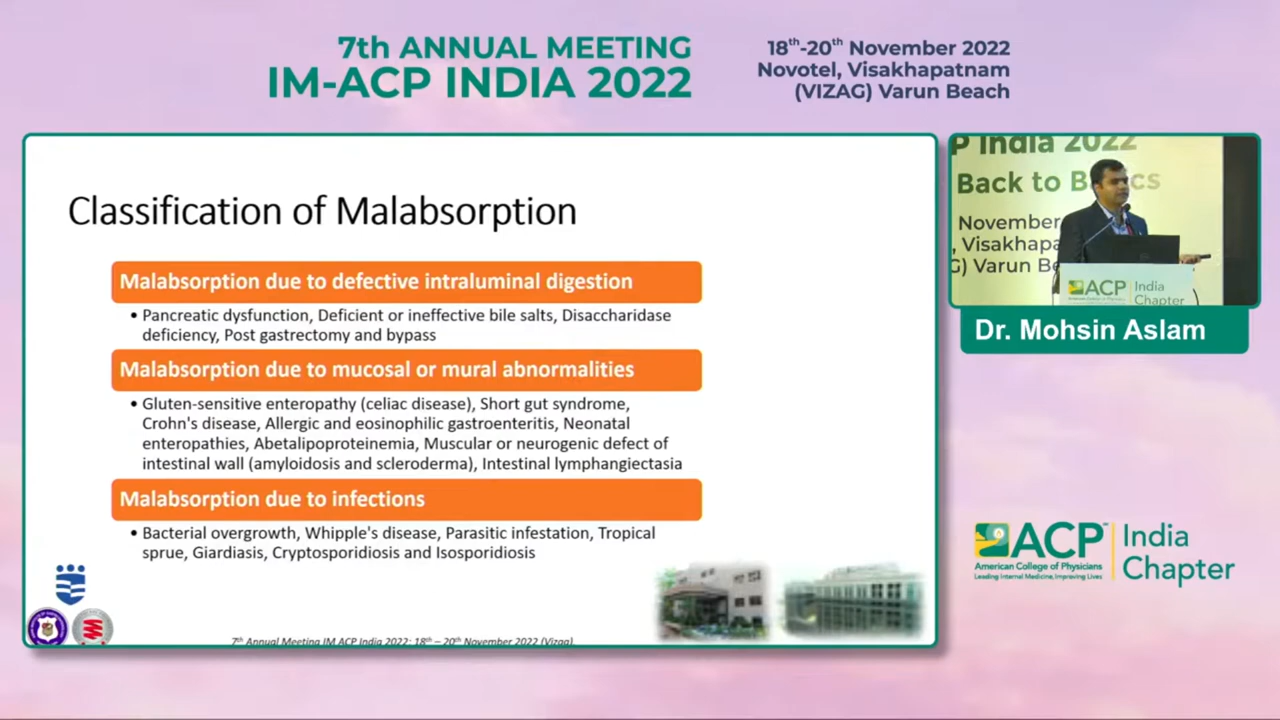 7th ANNUAL MEETING
IM-ACP INDIA 2022
18th-20th November 2022
Novotel, Visakhapatnam
(VIZAG) Varun Beach
Classification of Malabsorption
Malabsorption due to defective intraluminal digestion
• Pancreatic dysfunction, Deficient or ineffective bile salts, Disaccharidase
deficiency, Post gastrectomy and bypass
Malabsorption due to mucosal or mural abnormalities
• Gluten-sensitive enteropathy (celiac disease), Short gut syndrome,
Crohn's disease, Allergic and eosinophilic gastroenteritis, Neonatal
enteropathies, Abetalipoproteinemia, Muscular or neurogenic defect of
intestinal wall (amyloidosis and scleroderma), Intestinal lymphangiectasia
Malabsorption due to infections
• Bacterial overgrowth, Whipple's disease, Parasitic infestation, Tropical
sprue, Giardiasis, Cryptosporidiosis and Isosporidiosis
7th Annual Meeting IM ACP India 2022; 18th – 20th November 2022 (Vizag).
P India 2022
Back to B cs
November
, Visakhapa
G) Varun Be
ACP India
Chapter
Dr. Mohsin Aslam
ACP™
American College of Physicians
Leading Internal Medicine, Improving Lives
India
Chapter